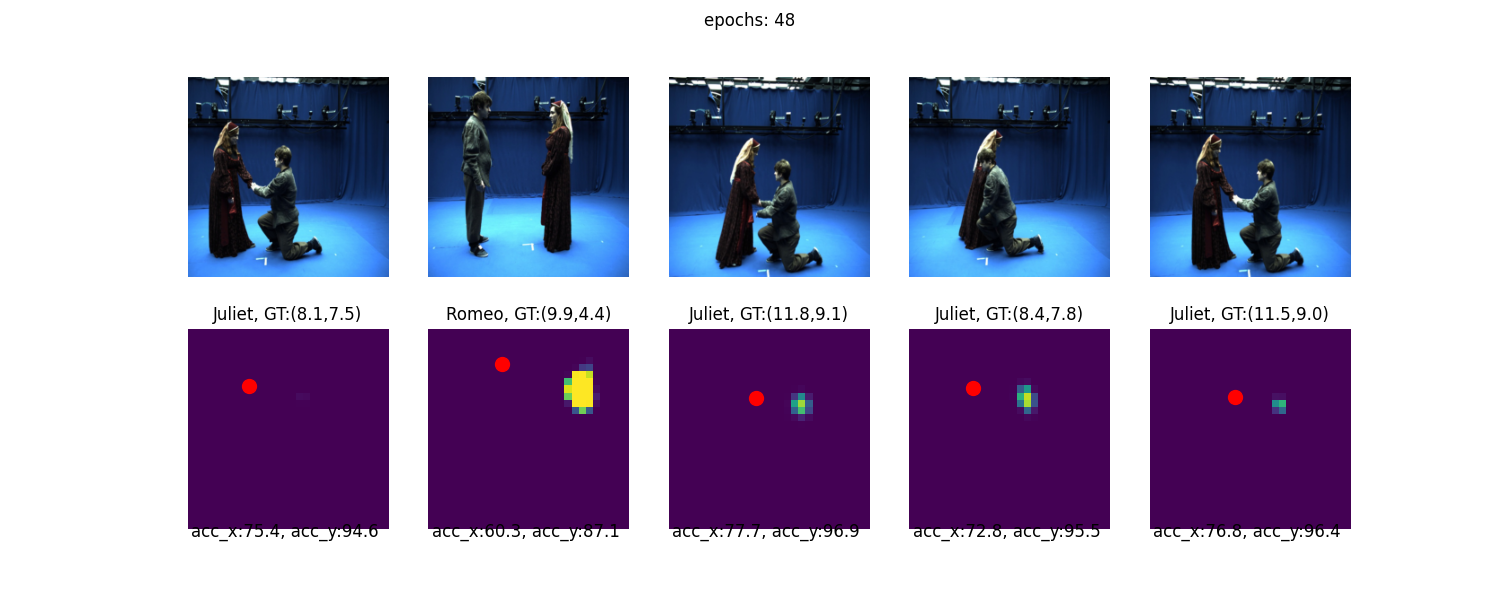 epochs: 48
Juliet, GT:(8.1,7.5)
Romeo, GT:(9.9,4.4)
Juliet, GT:(11.8,9.1)
Juliet, GT:(8.4,7.8)
Juliet, GT:(11.5,9.0)
acc_x:75.4, acc_y:94.6
acc_x:60.3, acc_y:87.1
acc_x:77.7, acc_y:96.9
acc_x:72.8, acc_y:95.5
acc_x:76.8, acc_y:96.4